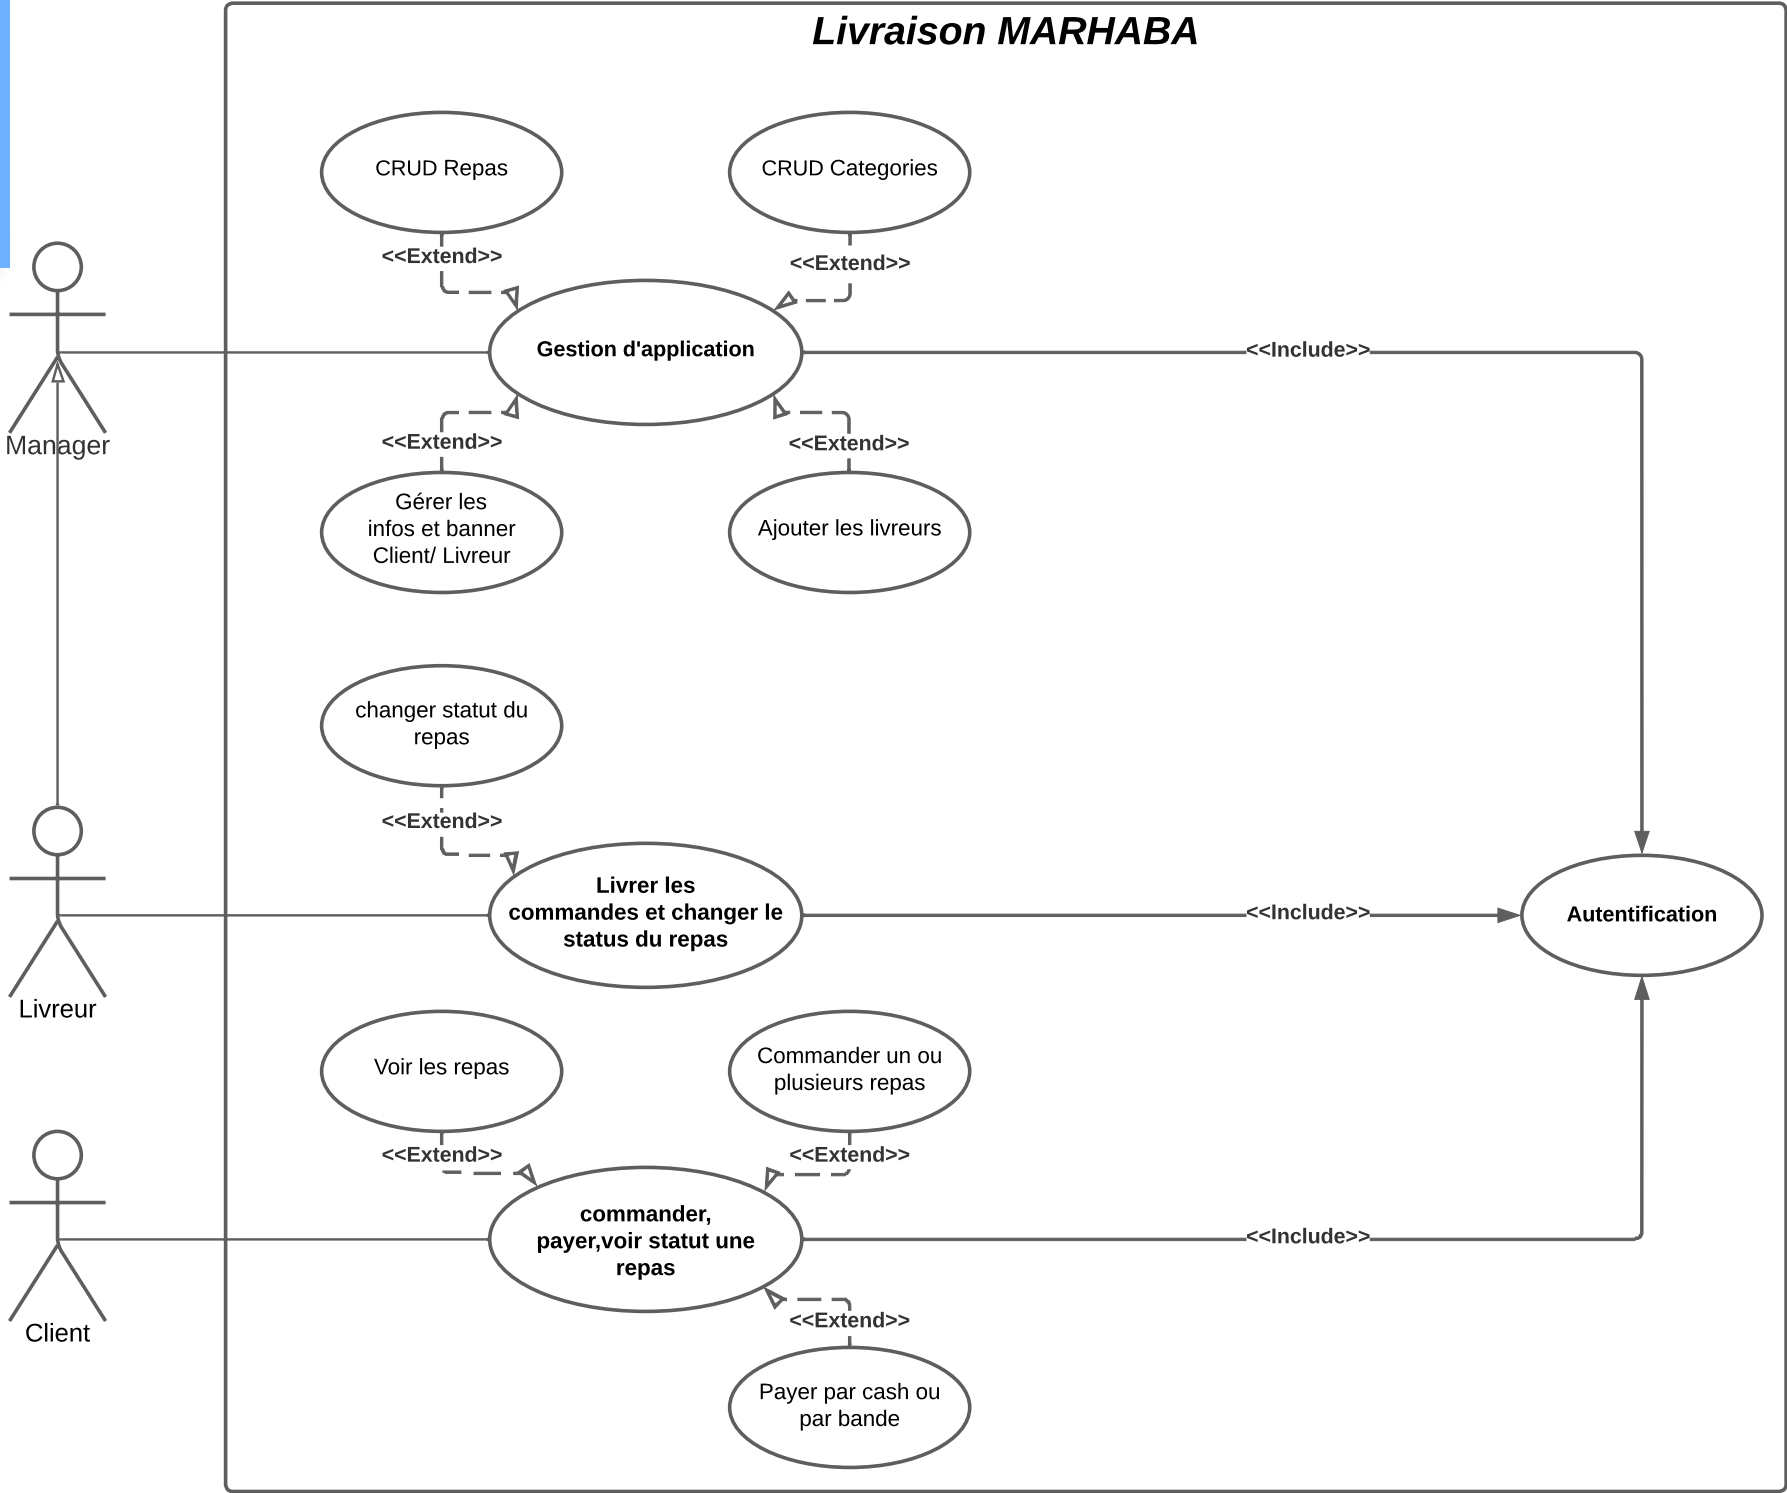 Livraison MARHABA
CRUD Repas
CRUD Categories
<<Extend>>
<<Extend>>
Gestion d'application
<<Include>>
Manager
<<Extend>>
<<Extend>>
Gérer les
infos et banner
Client/ Livreur
Ajouter les livreurs
changer statut du
repas
<<Extend>>
Livrer les
commandes et changer le
status du repas
<<Include>>
Autentification
Livreur
Voir les repas
Commander un ou
plusieurs repas
<<Extend>>
<<Extend>>
commander,
payer,voir statut une
repas
<<Include>>
Client
<<Extend>>
Payer par cash ou
par bande